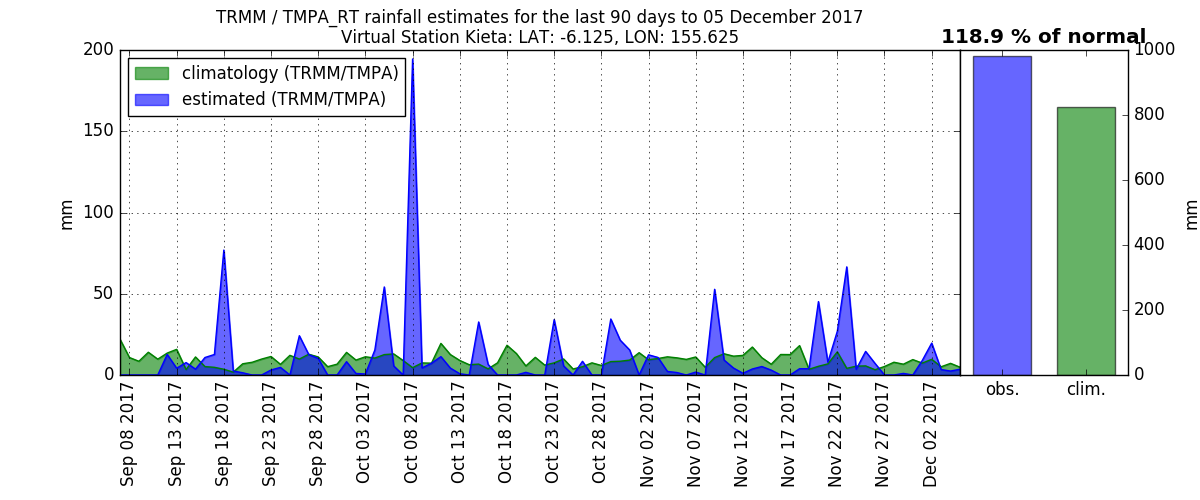 TRMM / TMPA_RT rainfall estimates for the last 90 days to 05 December 2017
Virtual Station Kieta: LAT: -6.125, LON: 155.625
118.9 % of normal
climatology (TRMM/TMPA)
estimated (TRMM/TMPA)
200
150
100
50
0
mm
Sep 08 2017
Sep 13 2017
Sep 18 2017
Sep 23 2017
Sep 28 2017
Oct 03 2017
Oct 08 2017
Oct 13 2017
Oct 18 2017
Oct 23 2017
Oct 28 2017
Nov 02 2017
Nov 07 2017
Nov 12 2017
Nov 17 2017
Nov 22 2017
Nov 27 2017
Dec 02 2017
obs.
clim.
1000
800
600
400
200
0
mm